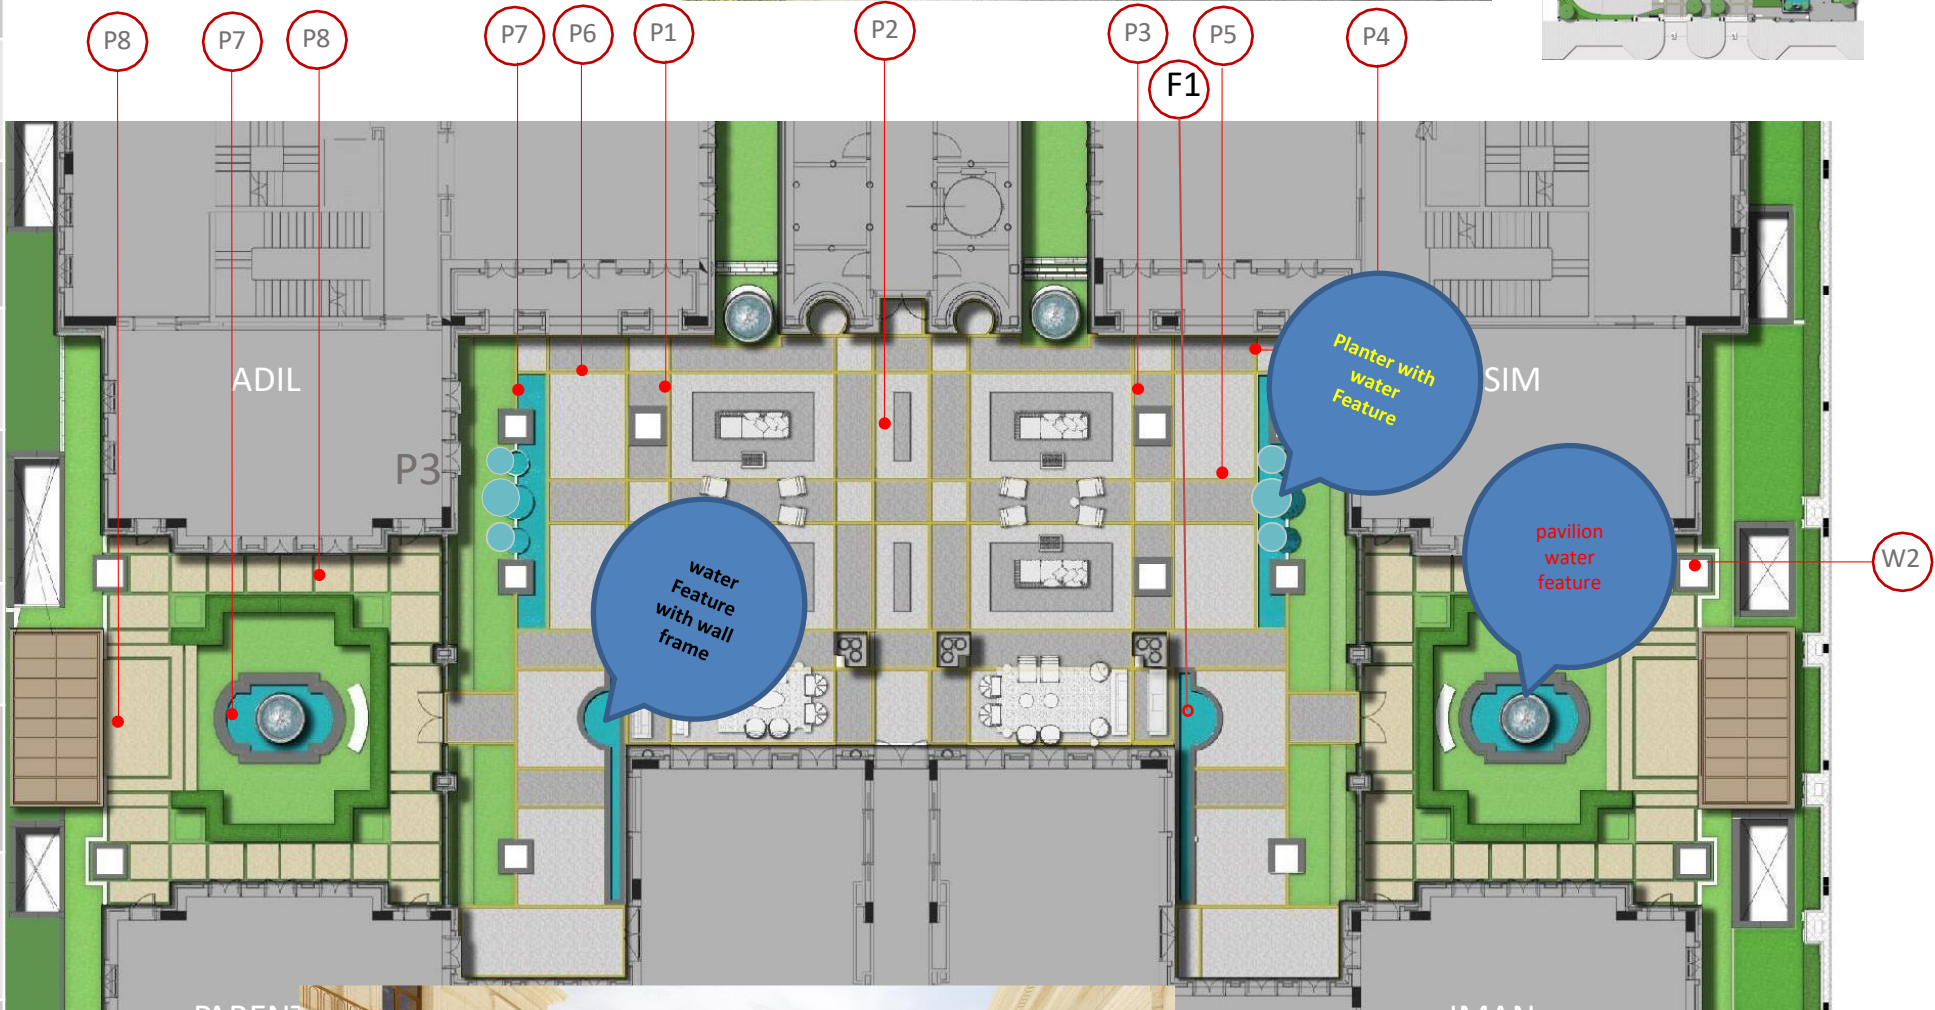 P8
P7
P8
P7
P6
P1
P2
P3
P5
P4
F1
ADIL
SIM
P3
Planter with
water
Feature
water
Feature
with wall
frame
pavilion
water
feature
W2